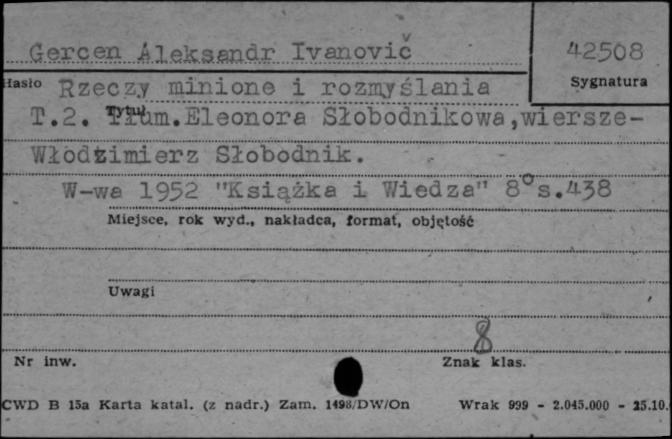 Gercen Aleksandr Ivanovič
42508
Hasło Rzeczy minione i rozmyślania
Sygnatura
T.2. Tłum.Eleonora Słobodnikowa,wiersze-
Tytuł
Włodzimierz Słobodnik.
W-wa 1952 "Książka i Wiedza" 8° s.438
Miejsce, rok wyd., nakładca, format, objętość
Uwagi
8
Nr inw.
Znak klas.
CWD B 15a Karta katal. (z nadr.) Zam. 1498/DW/On
Wrak 999 - 2.045.000 - 25.10.